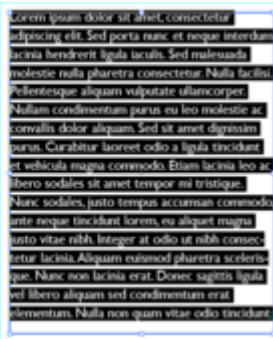 Lorem ipsum dolor sit amet, consectetur
adipiscing elit. Sed porta nunc et neque interdum
lacinia hendrerit ligula iaculis. Sed malesuada
molestie nulla pharetra consectetur. Nulla facilisi.
Pellentesque aliquam vulputate ullamcorper.
Nullam condimentum purus eu leo molestie ac
convallis dolor aliquam. Sed sit amet dignissim
purus. Curabitur laoreet odio a ligula tincidunt
et vehicula magna commodo. Etiam lacinia leo ac
libero sodales sit amet tempor mi tristique.
Nunc sodales, justo tempus accumsan commodo,
ante neque tincidunt lorem, eu aliquet magna
justo vitae nibh. Integer at odio ut nibh consec-
tetur lacinia. Aliquam euismod pharetra sceleris-
que. Nunc non lacinia erat. Donec sagittis ligula
vel libero aliquam sed condimentum erat
elementum. Nulla non quam vitae odio tincidunt